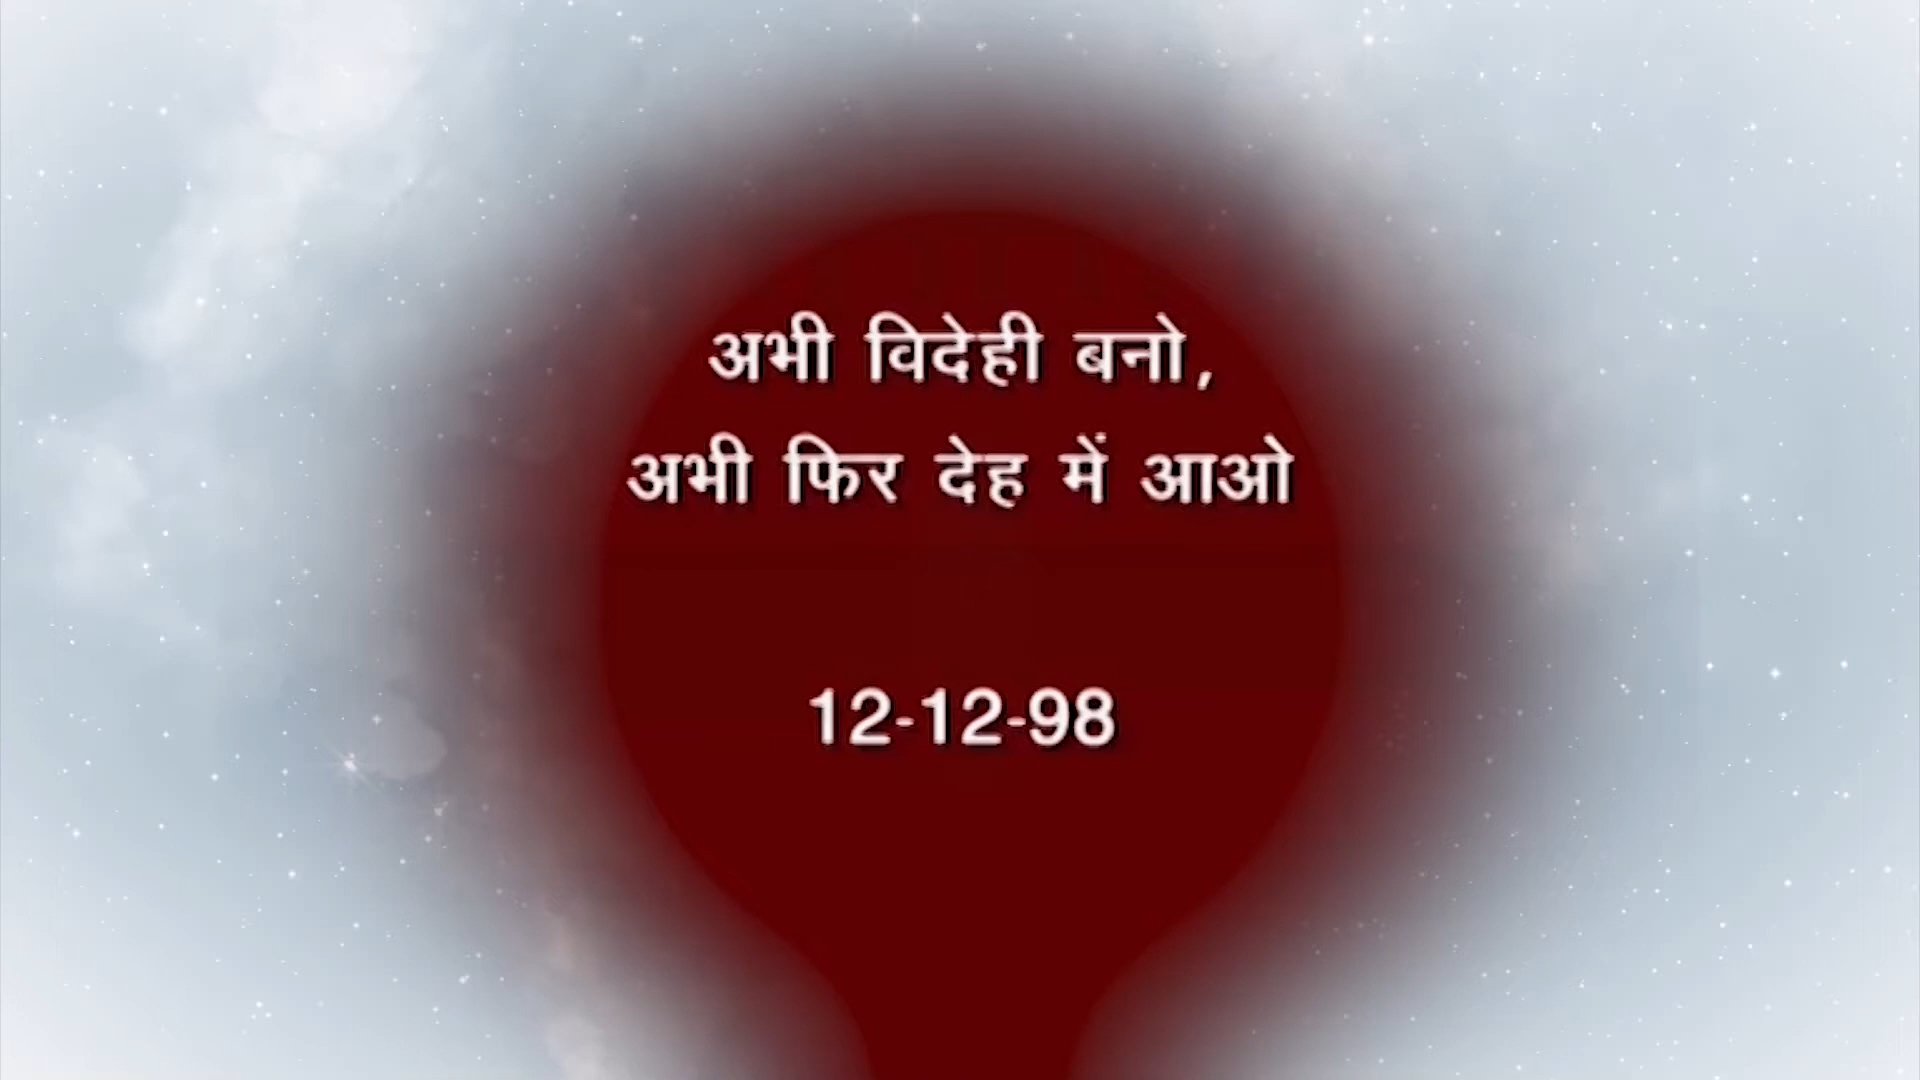 अभी विदेही बनो,
अभी फिर देह में आओ
12-12-98